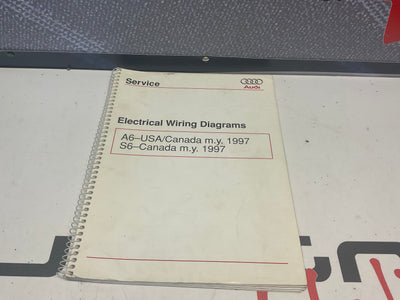 Service
Audi
Electrical Wiring Diagrams
A6–USA/Canada m.y. 1997
S6–Canada m.y. 1997